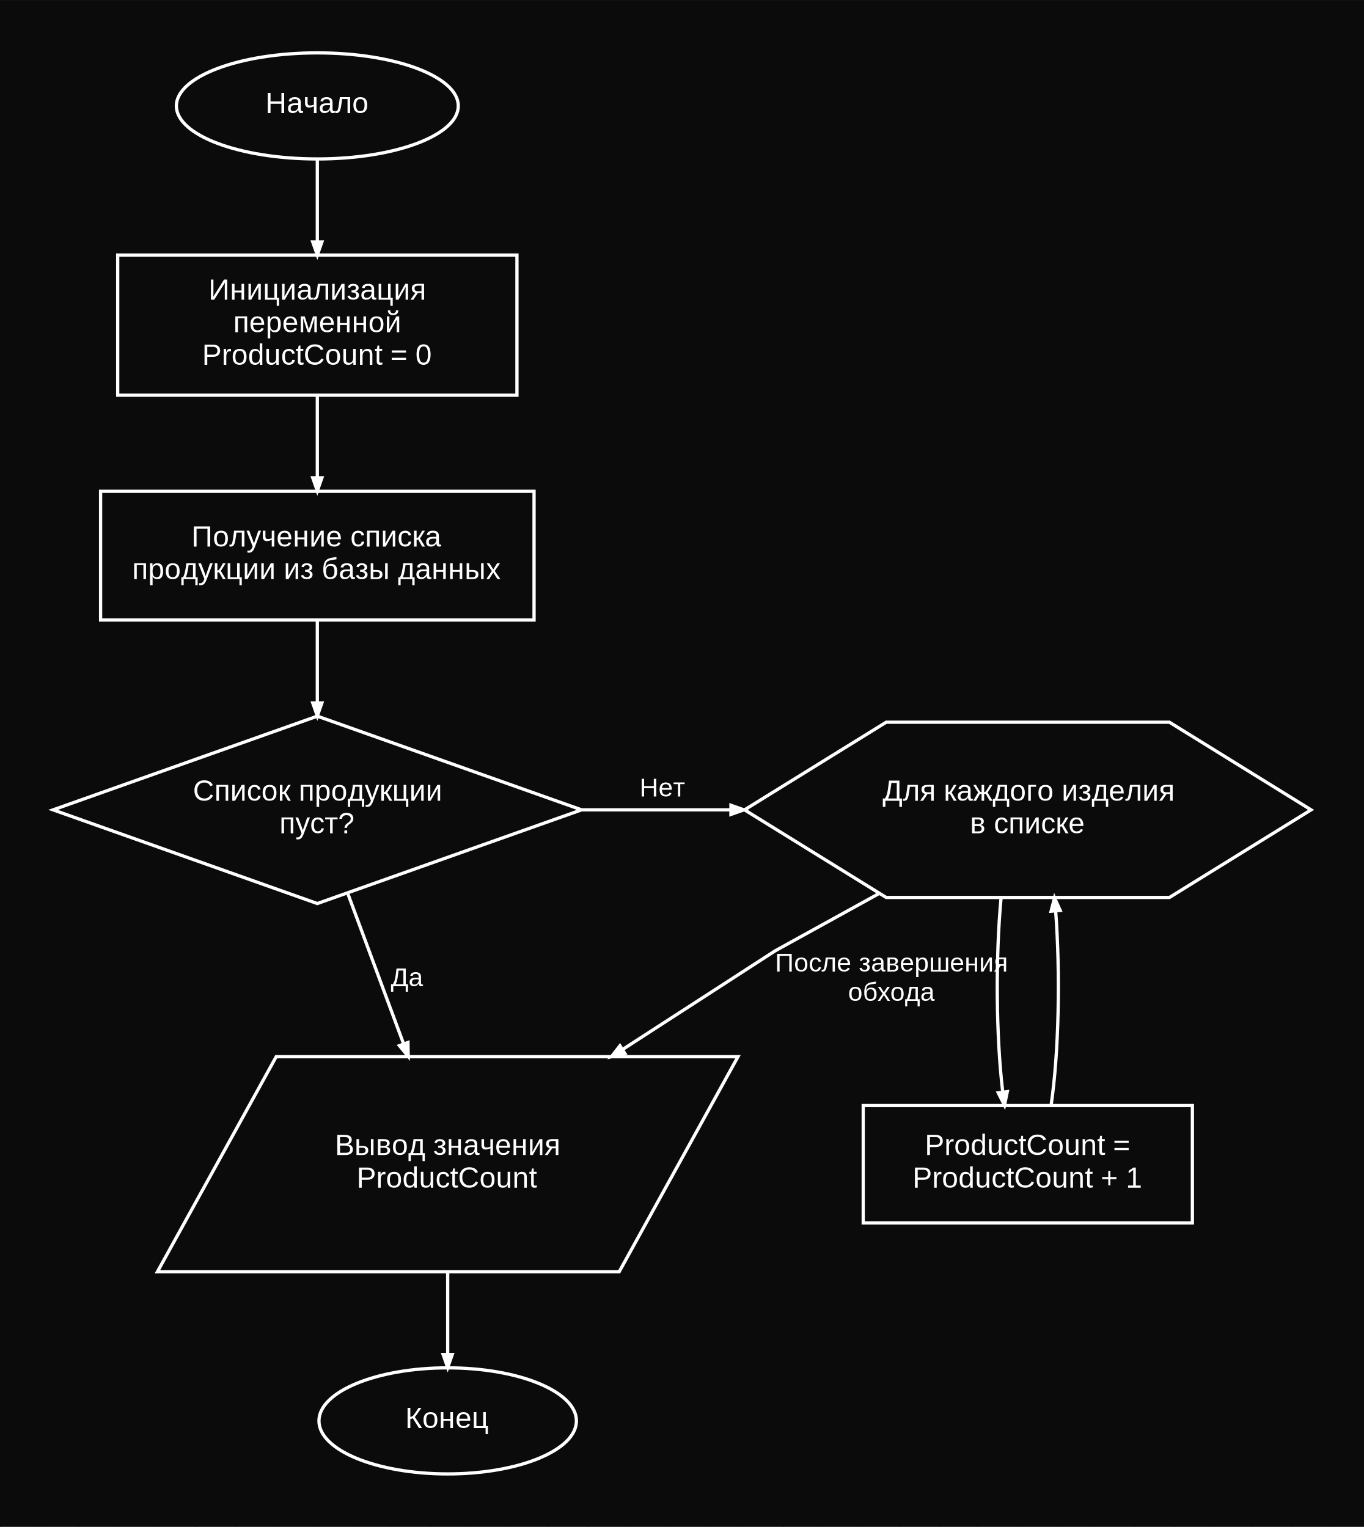 Начало
Инициализация
переменной
ProductCount = 0
Получение списка
продукции из базы данных
Список продукции
пуст?
Нет
Для каждого изделия
в списке
Да
После завершения
обхода
Вывод значения
ProductCount
ProductCount =
ProductCount + 1
Конец